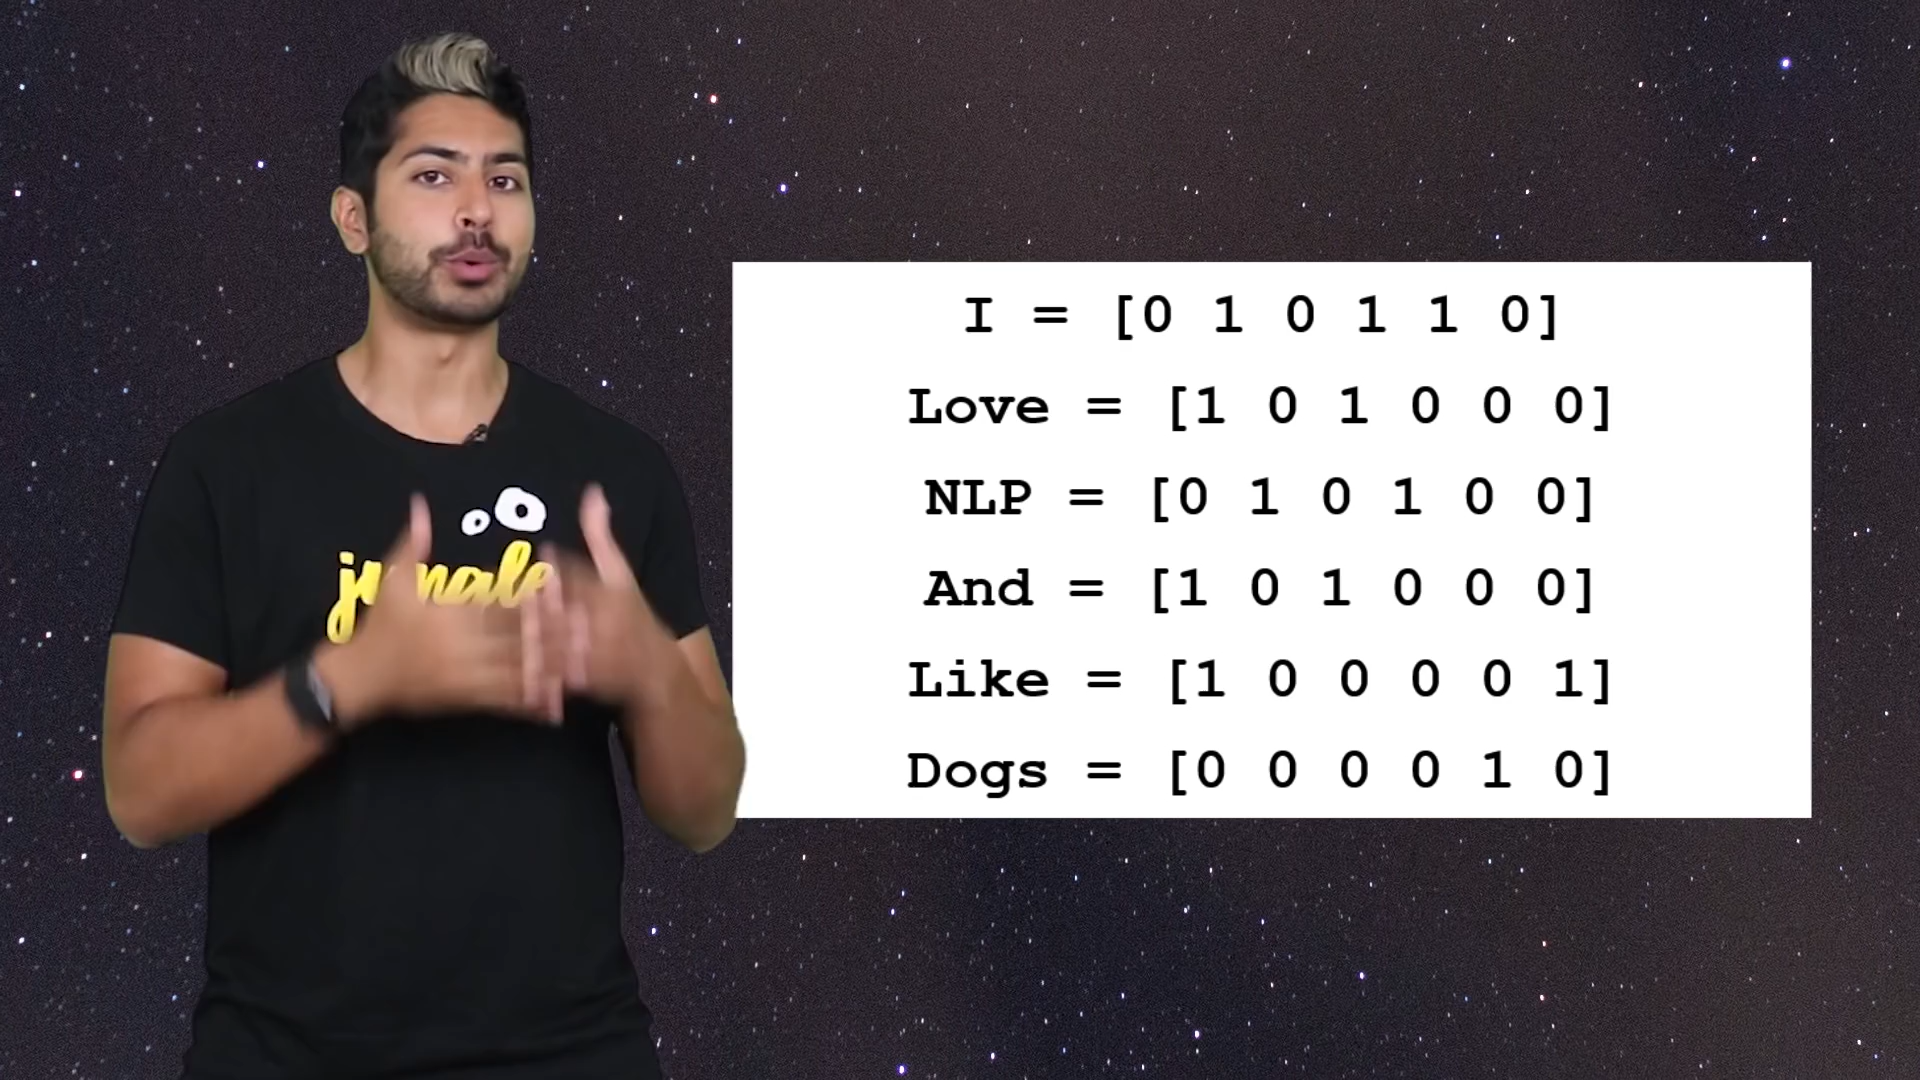 I = [0 1 0 1 1 0]
Love = [1 0 1 0 0 0]
NLP = [0 1 0 1 0 0]
And = [1 0 1 0 0 0]
Like = [1 0 0 0 0 1]
Dogs = [0 0 0 0 1 0]